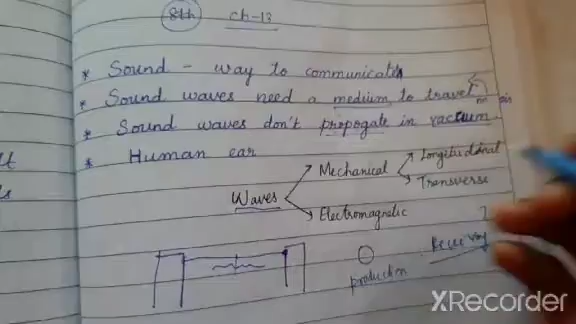 8th ch-13
* Sound - way to communicate
* Sound waves need a medium to travel
* Sound waves don't propogate in vacuum
* Human ear
Waves
Mechanical
Longitudinal
Transverse
Electromagnetic
production
XRecorder